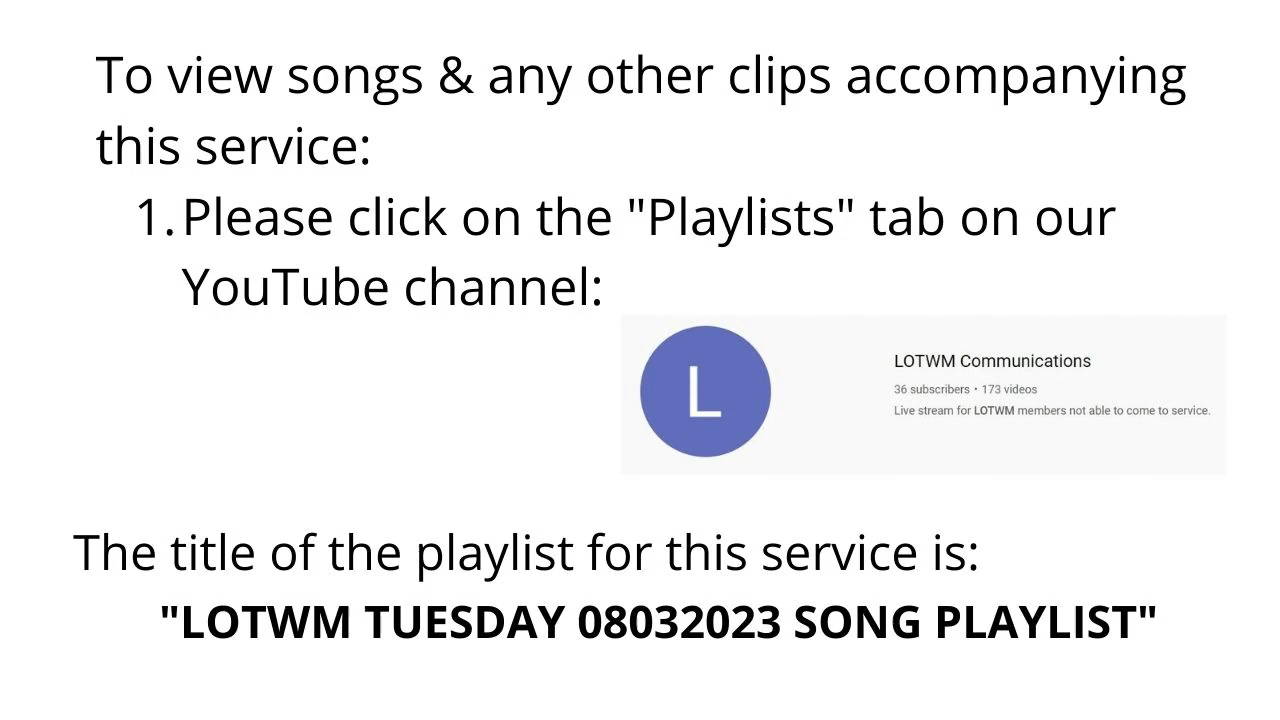 To view songs & any other clips accompanying
this service:
1. Please click on the "Playlists" tab on our
YouTube channel:
L
LOTWM Communications
36 subscribers • 173 videos
Live stream for LOTWM members not able to come to service.
The title of the playlist for this service is:
"LOTWM TUESDAY 08032023 SONG PLAYLIST"